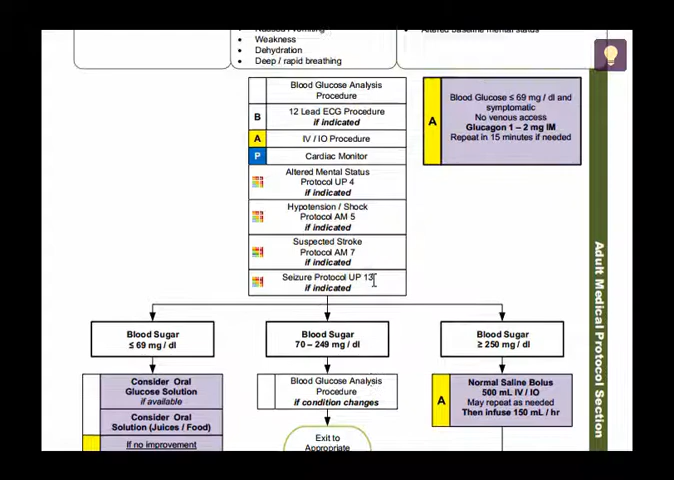 Weakness
Dehydration
Deep / rapid breathing
Blood Glucose Analysis
Procedure
B
12 Lead ECG Procedure
if indicated
A
IV / IO Procedure
P
Cardiac Monitor
Altered Mental Status
Protocol UP 4
if indicated
Hypotension / Shock
Protocol AM 5
if indicated
Suspected Stroke
Protocol AM 7
if indicated
Seizure Protocol UP 13
if indicated
A
Blood Glucose ≤ 69 mg / dl and
symptomatic
No venous access
Glucagon 1 – 2 mg IM
Repeat in 15 minutes if needed
Adult Medical Protocol Section
Blood Sugar
≤ 69 mg / dl
Blood Sugar
70 – 249 mg / dl
Blood Sugar
≥ 250 mg / dl
Consider Oral
Glucose Solution
if available
Consider Oral
Solution (Juices / Food)
If no improvement
Blood Glucose Analysis
Procedure
if condition changes
Exit to
Appropriate
A
Normal Saline Bolus
500 mL IV / IO
May repeat as needed
Then infuse 150 mL / hr